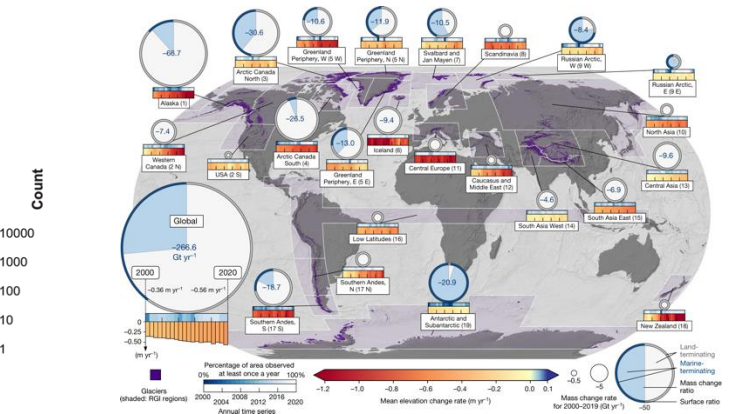 Count
10000
1000
100
10
1
−66.7
Alaska (1)
−30.6
Arctic Canada
North (3)
−10.6
Greenland
Periphery, W (5 W)
−11.9
Greenland
Periphery, N (5 N)
−10.5
Svalbard and
Jan Mayen (7)
Scandinavia (8)
−8.4
Russian Arctic,
W (9 W)
Russian Arctic,
E (9 E)
−7.4
Western
Canada (2 N)
USA (2 S)
−26.5
Arctic Canada
South (4)
−13.0
Greenland
Periphery, E (5 E)
−9.4
Iceland (6)
Central Europe (11)
Caucasus and
Middle East (12)
North Asia (10)
−9.6
Central Asia (13)
−4.6
South Asia West (14)
−6.9
South Asia East (15)
Global
−266.6
Gt yr⁻¹
2000
2020
−0.36 m yr⁻¹
−0.56 m yr⁻¹
0
−0.25
−0.50
(m yr⁻¹)
Low Latitudes (16)
Southern Andes,
N (17 N)
−18.7
Southern Andes,
S (17 S)
−20.9
Antarctic and
Subantarctic (19)
New Zealand (18)
Glaciers
(shaded: RGI regions)
Percentage of area observed
at least once a year
0%
100%
2000
2004
2008
2012
2016
2020
Annual time series
−1.2
−1.0
−0.8
−0.6
−0.4
−0.2
0.0
0.1
Mean elevation change rate (m yr⁻¹)
−0.5
−5
−50
Mass change rate
for 2000–2019 (Gt yr⁻¹)
Land-
terminating
Marine-
terminating
Mass change
ratio
Surface ratio